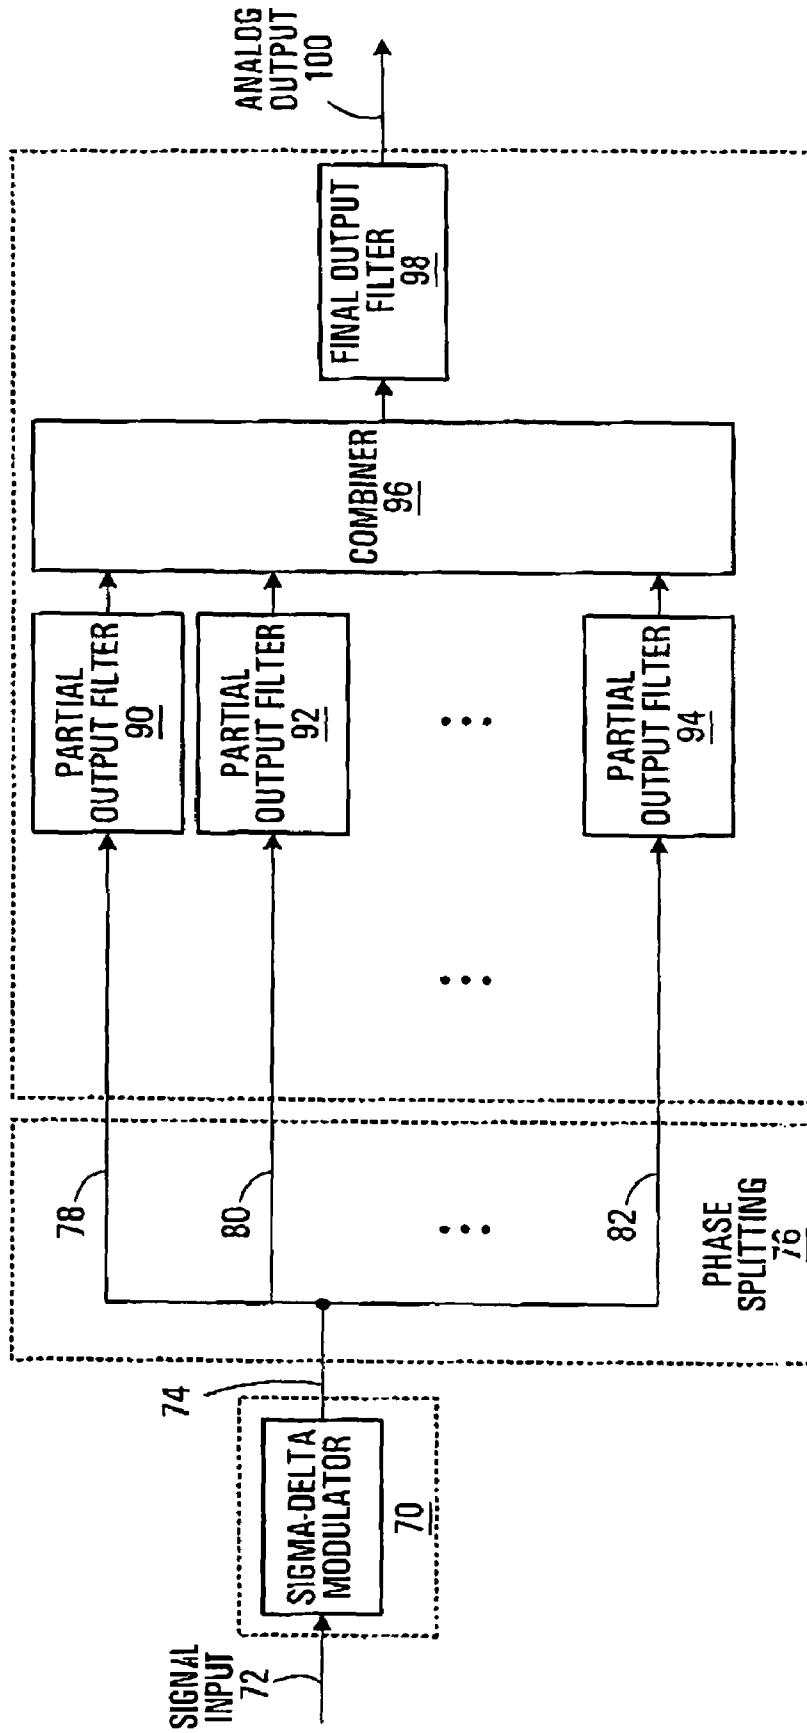 SIGNAL
INPUT
72
SIGMA-DELTA
MODULATOR
70
74
PHASE
SPLITTING
76
78
80
82
PARTIAL
OUTPUT FILTER
90
PARTIAL
OUTPUT FILTER
92
PARTIAL
OUTPUT FILTER
94
COMBINER
96
FINAL OUTPUT
FILTER
98
ANALOG
OUTPUT
100